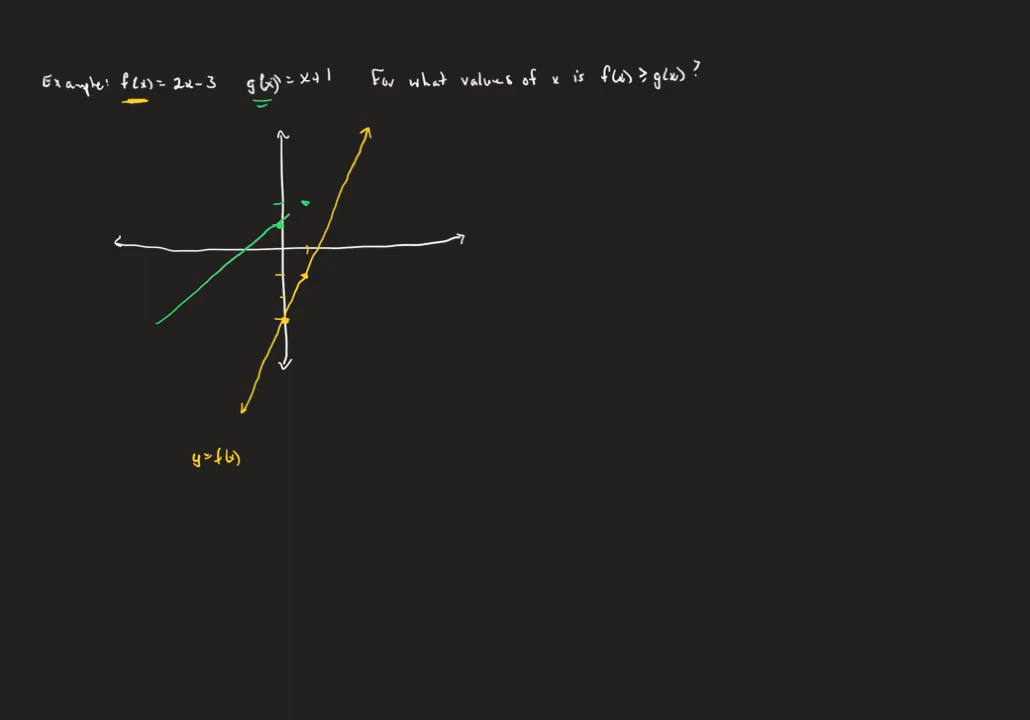 Example: f(x) = 2x-3 g(x) = x+1 For what values of x is f(x) ≥ g(x)?
y=f(x)